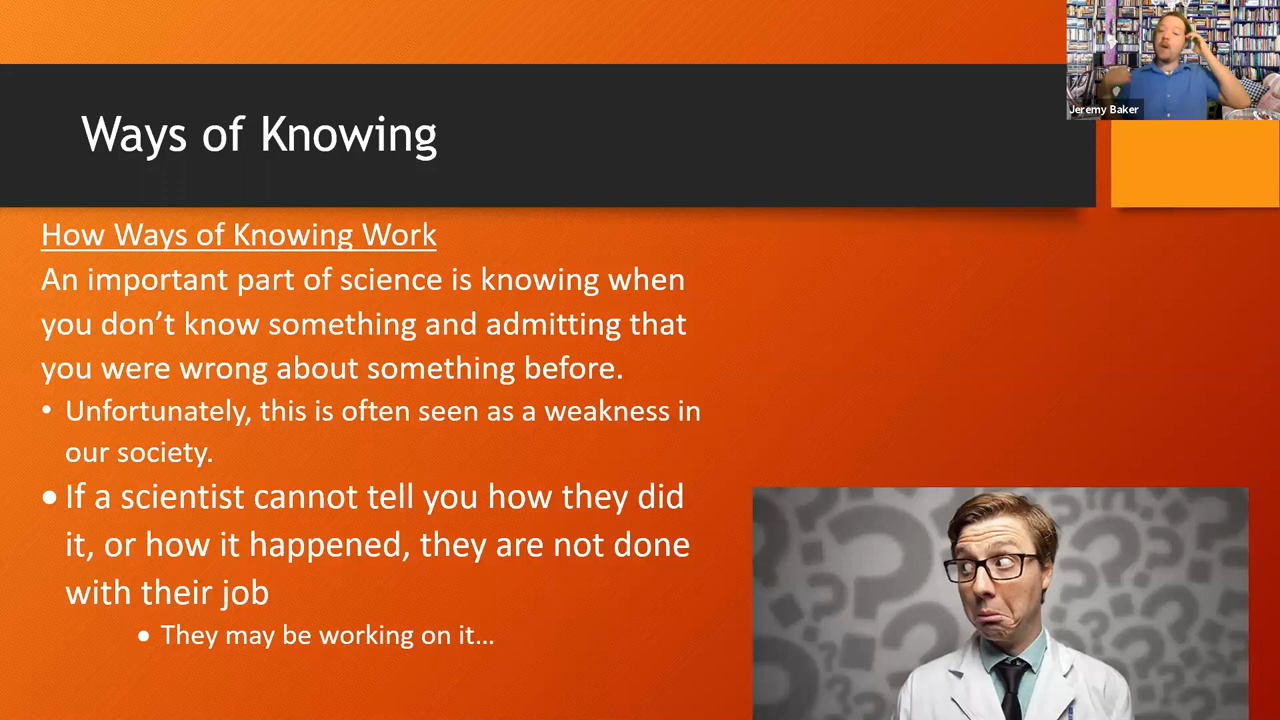 Jeremy Baker
Ways of Knowing
How Ways of Knowing Work
An important part of science is knowing when
you don’t know something and admitting that
you were wrong about something before.
• Unfortunately, this is often seen as a weakness in
our society.
• If a scientist cannot tell you how they did
it, or how it happened, they are not done
with their job
• They may be working on it…